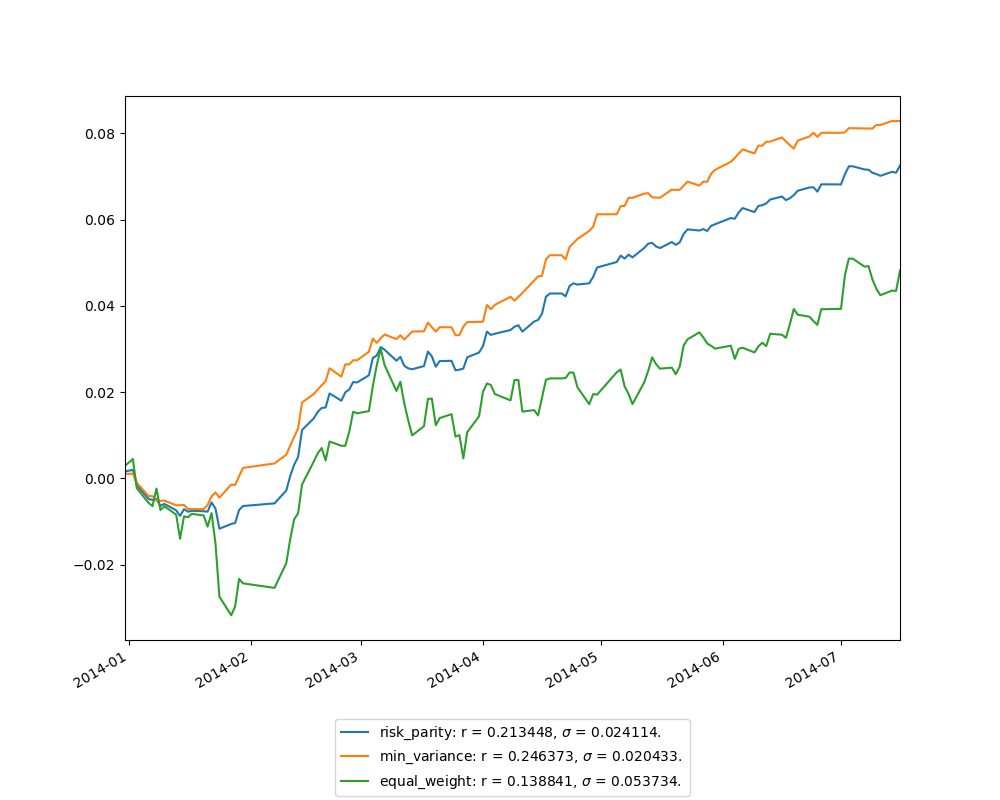 0.08
0.06
0.04
0.02
0.00
−0.02
2014-01 2014-02 2014-03 2014-04 2014-05 2014-06 2014-07
risk_parity: r = 0.213448, σ = 0.024114.
min_variance: r = 0.246373, σ = 0.020433.
equal_weight: r = 0.138841, σ = 0.053734.